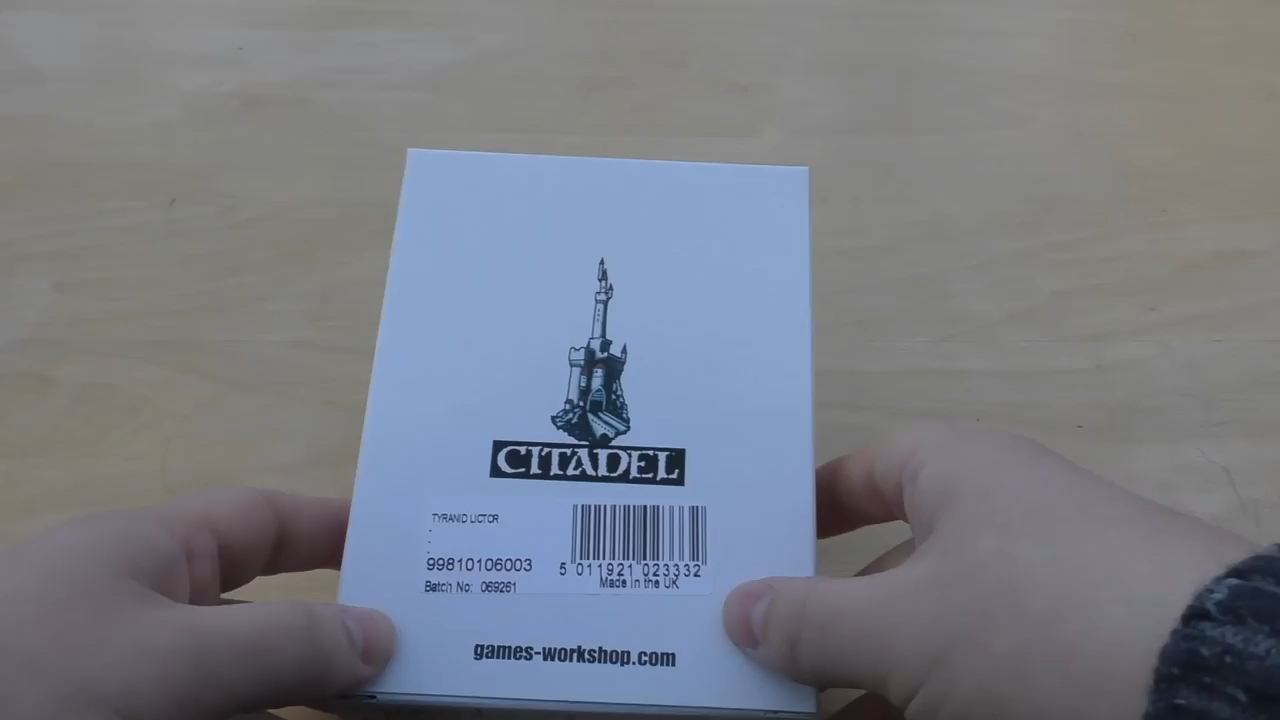 CITADEL
TYRANID LICTOR
-
-
99810106003
Batch No: 069261
5 011921 023332
Made in the UK
games-workshop.com